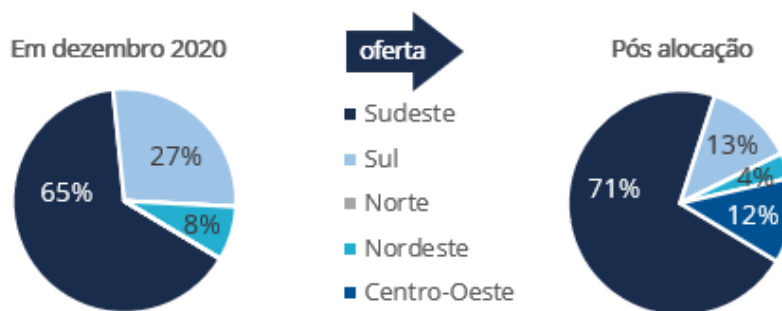 Em dezembro 2020
oferta
Pós alocação
65%
27%
8%
Sudeste
Sul
Norte
Nordeste
Centro-Oeste
71%
13%
4%
12%